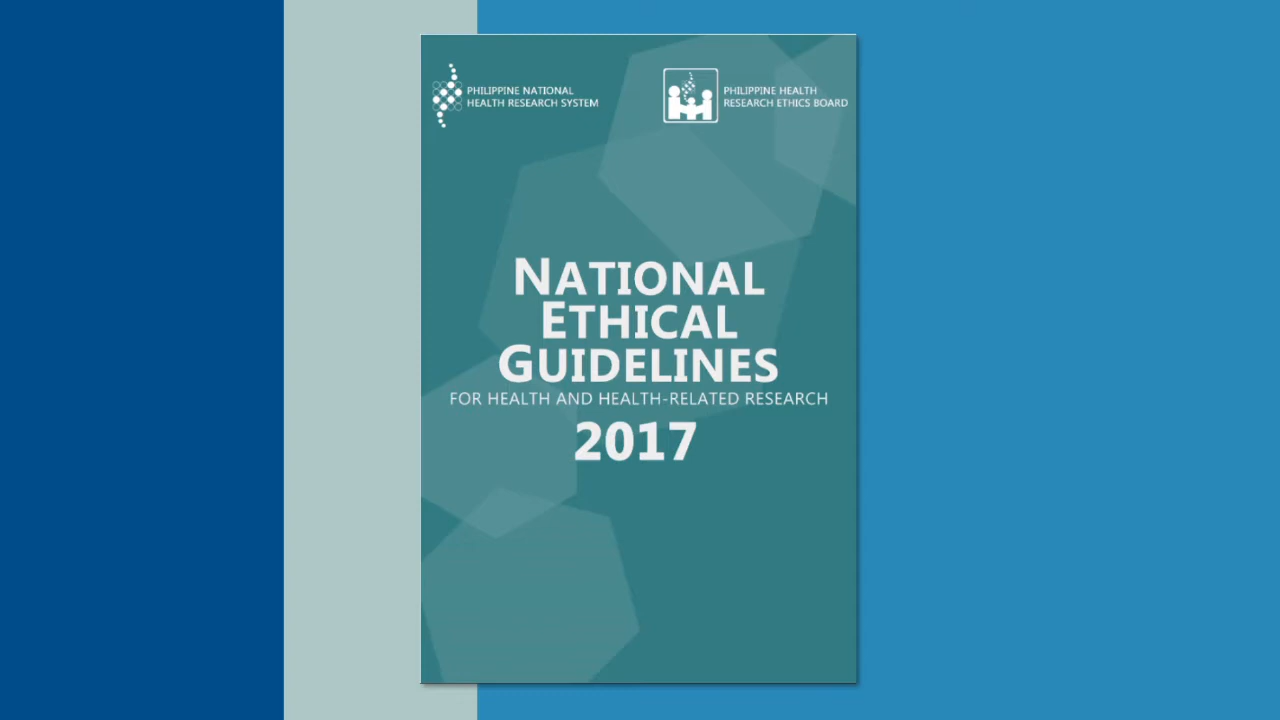 PHILIPPINE NATIONAL
HEALTH RESEARCH SYSTEM
PHILIPPINE HEALTH
RESEARCH ETHICS BOARD
NATIONAL
ETHICAL
GUIDELINES
FOR HEALTH AND HEALTH-RELATED RESEARCH
2017